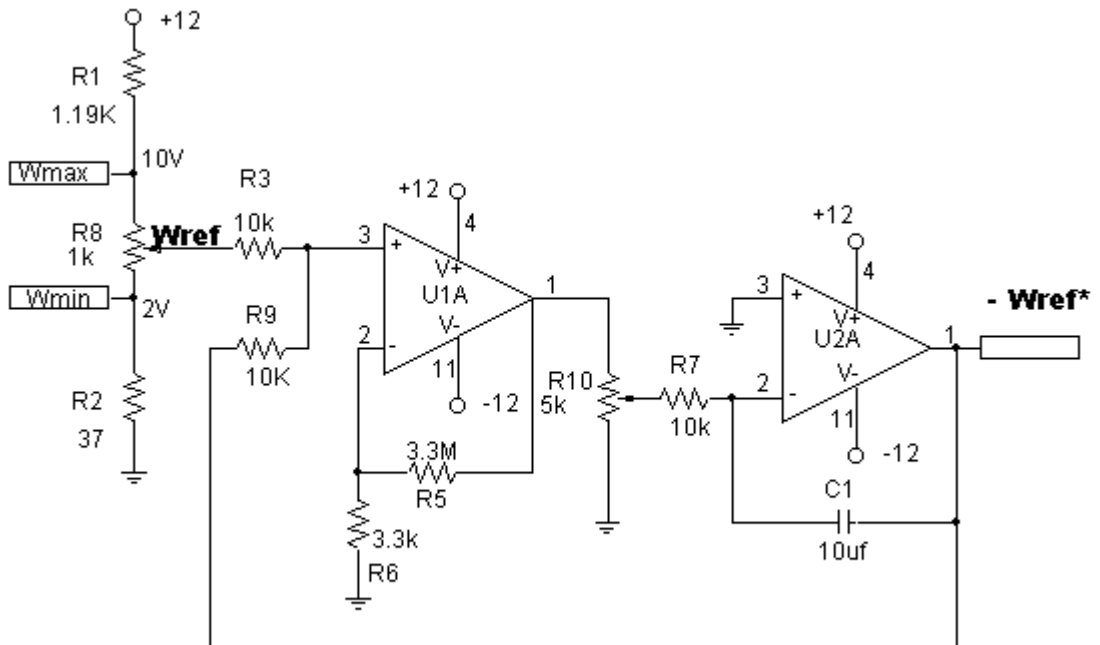 +12
R1
1.19K
Wmax
10V
R8
1k
Wref
Wmin
2V
R2
37
R3
10k
R9
10K
+12
4
3
+
V+
U1A
1
V-
2
-
11
-12
3.3M
R5
3.3k
R6
R10
5k
R7
10k
+12
4
3
+
V+
U2A
1
V-
2
-
11
-12
C1
10uf
- Wref*